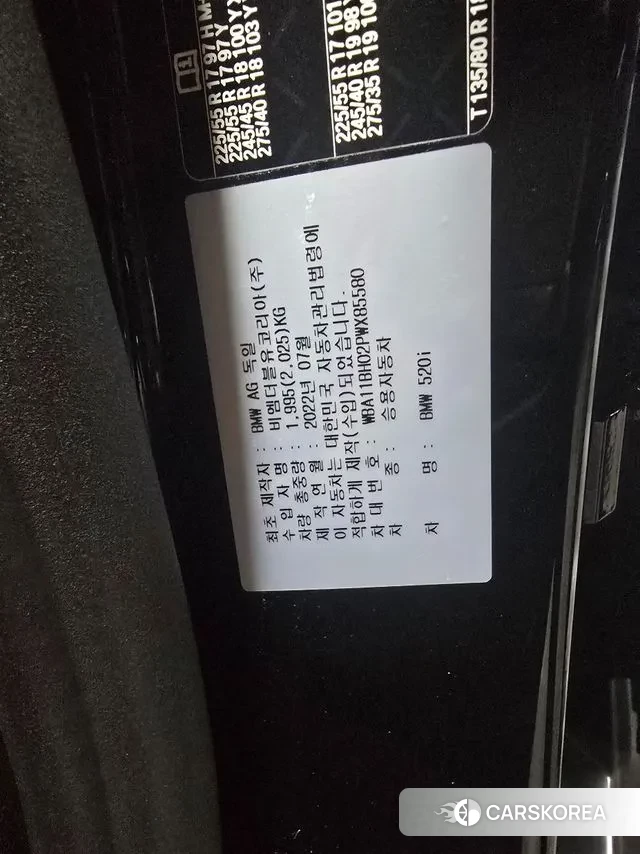 225/55 R 17 97 H M+
225/55 R 17 97 Y
245/45 R 18 100 Y
275/40 R 18 103 Y
225/55 R 17 101
245/40 R 19 98 Y
275/35 R 19 100
T 135/80 R 18
최초 제작자 : BMW AG 독일
수 입 자 명 : 비엠더블유코리아(주)
차량 총중량 : 1.995(2.025)KG
제 작 연 월 : 2022년 07월
이 자동차는 대한민국 자동차관리법령에
적합하게 제작(수입)되었습니다.
차 대 번 호 : WBA11BH02PWX85580
차 종 : 승용자동차
차 명 : BMW 520i
CARSKOREA